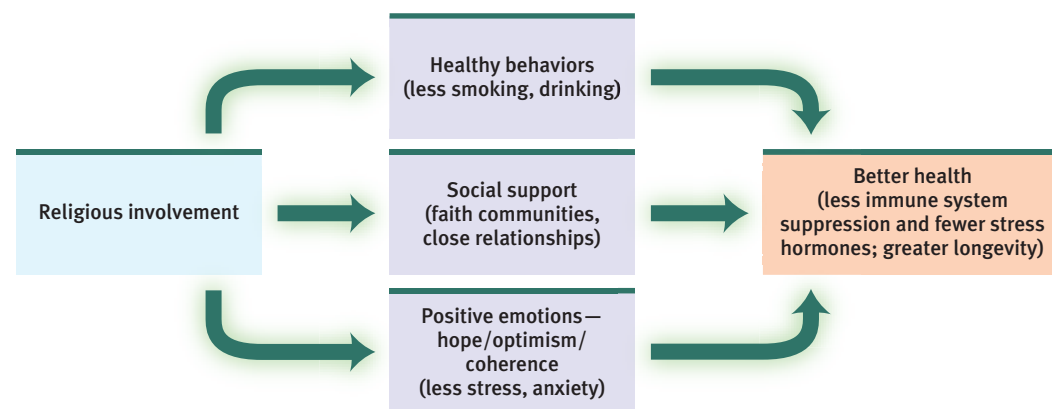 Healthy behaviors
(less smoking, drinking)
Religious involvement
Social support
(faith communities,
close relationships)
Better health
(less immune system
suppression and fewer stress
hormones; greater longevity)
Positive emotions—
hope/optimism/
coherence
(less stress, anxiety)